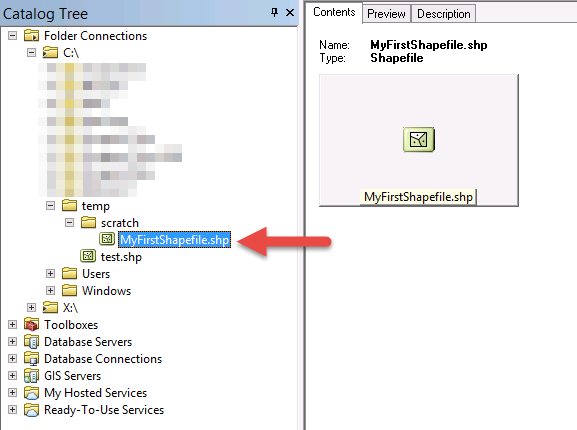 Catalog Tree
Folder Connections
C:\
temp
scratch
MyFirstShapefile.shp
test.shp
Users
Windows
X:\
Toolboxes
Database Servers
Database Connections
GIS Servers
My Hosted Services
Ready-To-Use Services
Contents Preview Description
Name: MyFirstShapefile.shp
Type: Shapefile
MyFirstShapefile.shp